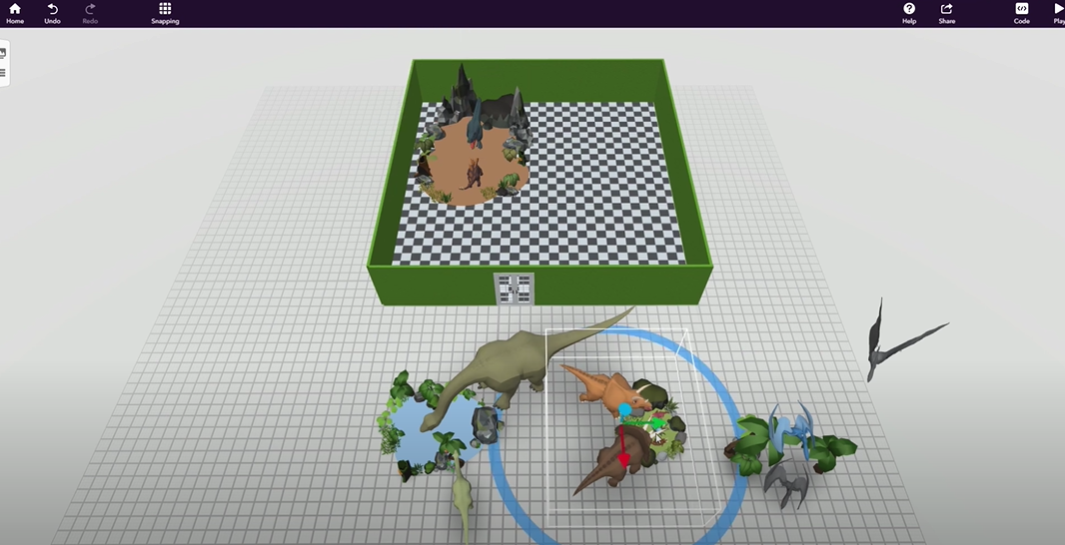 Home
Undo
Redo
Snapping
Help
Share
Code
Play